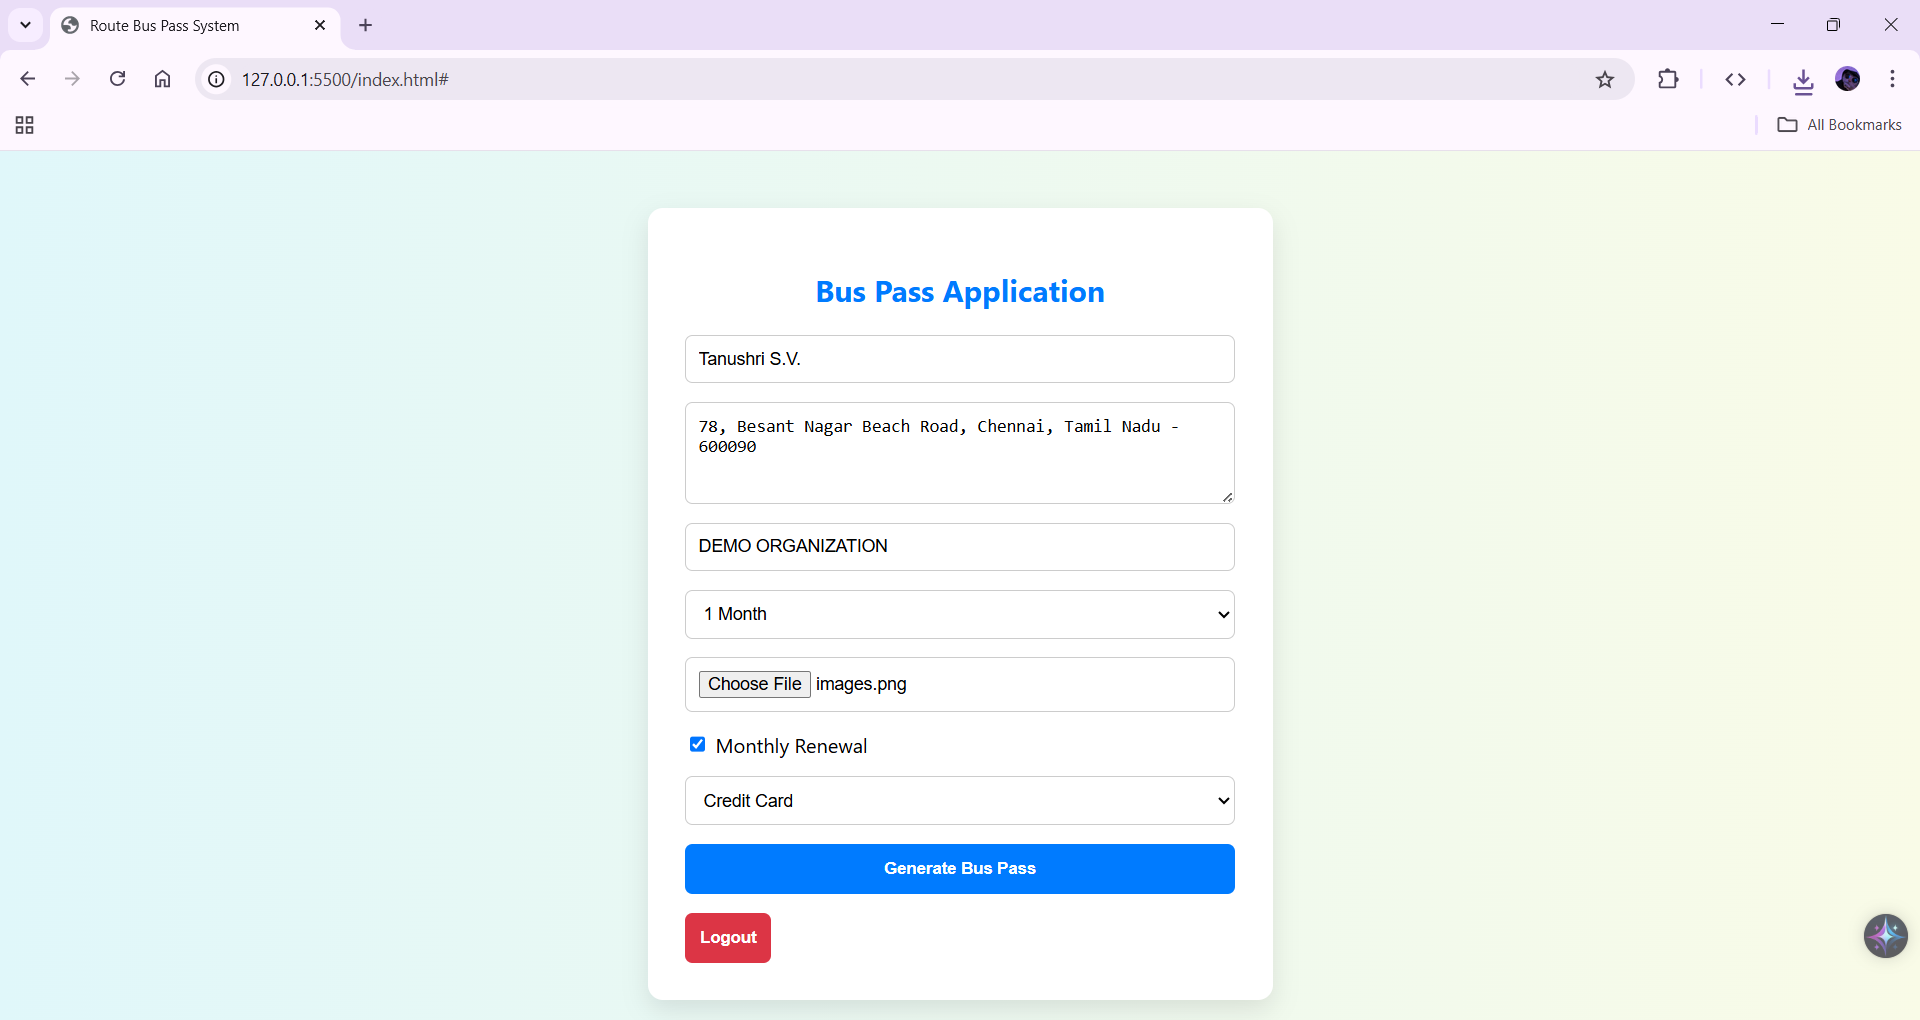 Route Bus Pass System
127.0.0.1:5500/index.html#
All Bookmarks
Bus Pass Application
Tanushri S.V.
78, Besant Nagar Beach Road, Chennai, Tamil Nadu -
600090
DEMO ORGANIZATION
1 Month
Choose File images.png
Monthly Renewal
Credit Card
Generate Bus Pass
Logout